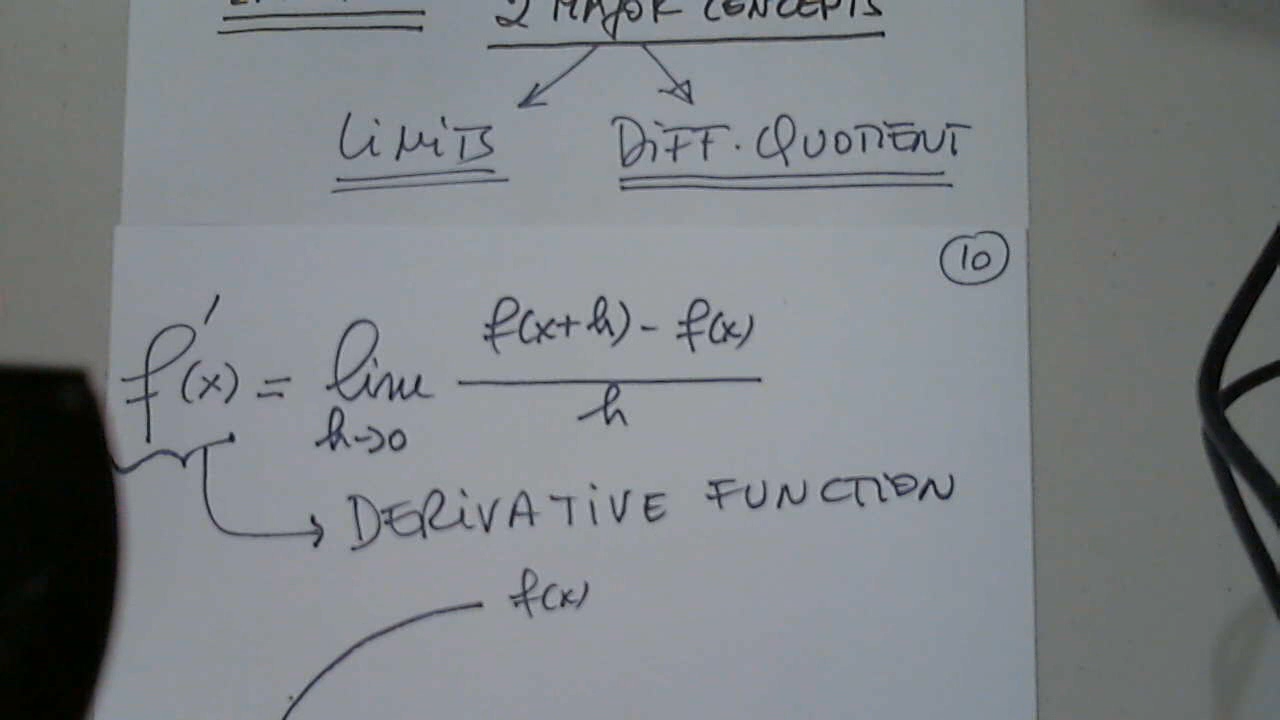 2 MAJOR CONCEPTS
LiMiTS DiFF. QUOTIENT
10
f'(x) = lim f(x+h) - f(x)
h→0 h
DERiVATiVE FUNCTION
f(x)